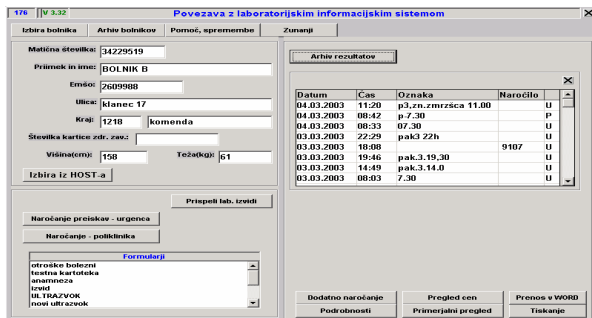 176 V 3.32 Povezava z laboratorijskim informacijskim sistemom
Izbira bolnika Arhiv bolnikov Pomoč, spremembe Zunanji
Matična številka: 34229519
Priimek in ime: BOLNIK B
Emšo: 2609988
Ulica: klanec 17
Kraj: 1218 komenda
Številka kartice zdr. zav.:
Višina(cm): 158 Teža(kg): 61
Izbira iz HOST-a
Prispeli lab. izvidi
Naročanje preiskav - urgenca
Naročanje - poliklinika
Formularji
otroške bolezni
testna kartoteka
anamneza
izvid
ULTRAZVOK
novi ultrazvok
Arhiv rezultatov
Datum Čas Oznaka Naročilo
04.03.2003 11:20 p3,zn.zmrzšca 11.00 U
04.03.2003 08:42 p-7.30 P
04.03.2003 08:33 07.30 U
03.03.2003 22:29 pak3 22h U
03.03.2003 18:08 9107 U
03.03.2003 19:46 pak.3.19,30 U
03.03.2003 14:49 pak.3.14.0 U
03.03.2003 08:03 7.30 U
Dodatno naročanje Pregled cen Prenos v WORD
Podrobnosti Primerjalni pregled Tiskanje